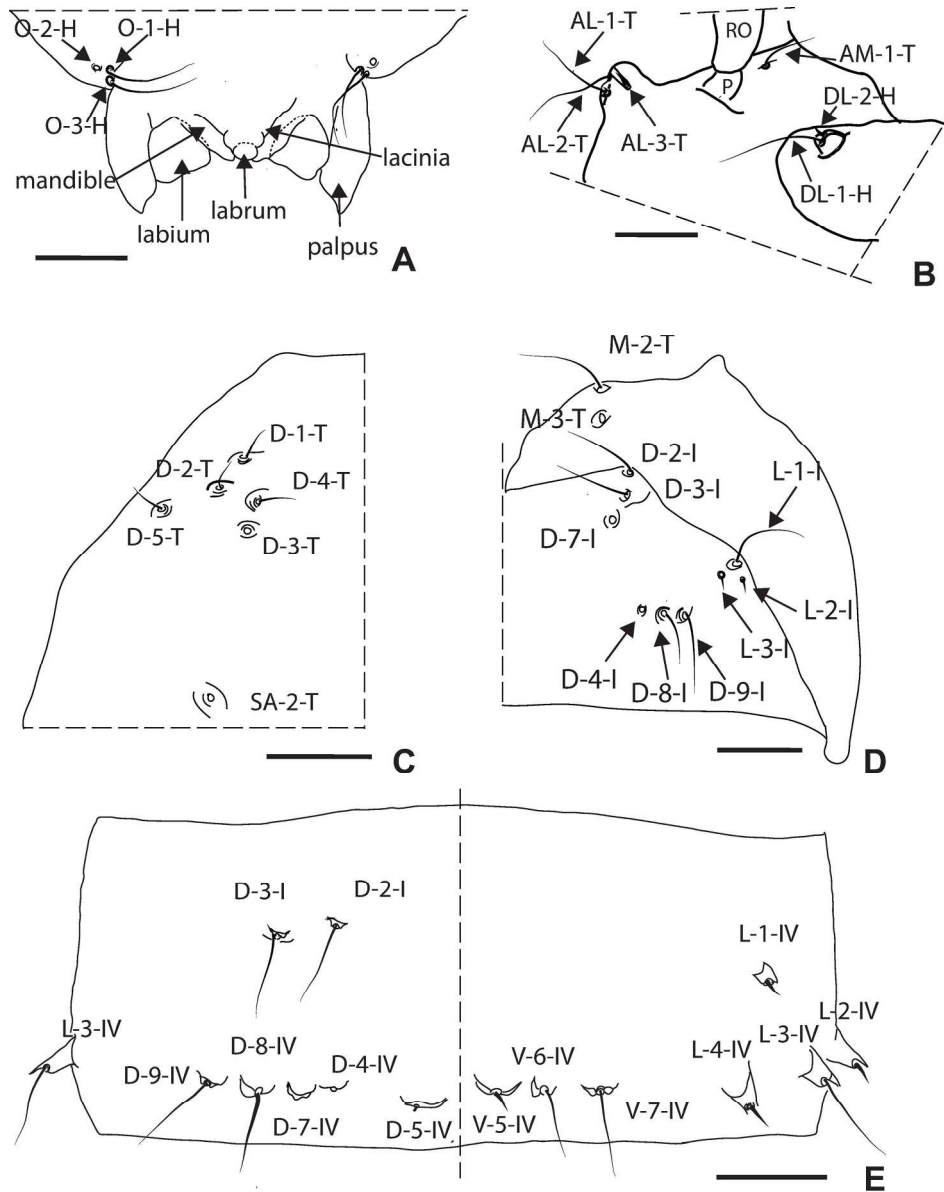 O-2-H
O-1-H
O-3-H
mandible
labium
labrum
lacinia
palpus
A
AL-1-T
RO
AM-1-T
P
DL-2-H
AL-2-T
AL-3-T
DL-1-H
B
D-1-T
D-2-T
D-4-T
D-5-T
D-3-T
SA-2-T
C
M-2-T
M-3-T
D-2-I
D-3-I
L-1-I
D-7-I
L-2-I
L-3-I
D-4-I
D-8-I
D-9-I
D
D-3-I
D-2-I
L-1-IV
L-3-IV
D-8-IV
L-2-IV
D-9-IV
D-4-IV
V-6-IV
L-4-IV
L-3-IV
D-7-IV
D-5-IV
V-5-IV
V-7-IV
E